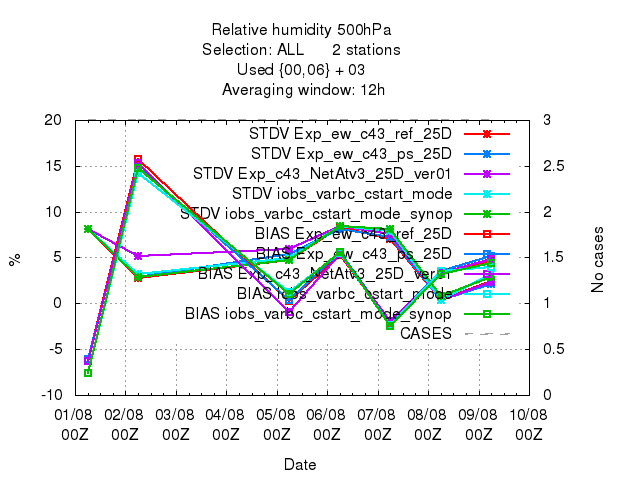 Relative humidity 500hPa
Selection: ALL 2 stations
Used {00,06} + 03
Averaging window: 12h
20 3
STDV Exp_ew_c43_ref_25D
STDV Exp_ew_c43_ps_25D
15 2.5
STDV Exp_c43_NetAtv3_25D_ver01
STDV iobs_varbc_cstart_mode
10 2
STDV iobs_varbc_cstart_mode_synop
BIAS Exp_ew_c43_ref_25D
BIAS Exp_ew_c43_ps_25D
% 5 1.5 No cases
BIAS Exp_c43_NetAtv3_25D_ver01
BIAS iobs_varbc_cstart_mode
0 1
BIAS iobs_varbc_cstart_mode_synop
CASES
-5 0.5
-10 0
01/08 02/08 03/08 04/08 05/08 06/08 07/08 08/08 09/08 10/08
00Z 00Z 00Z 00Z 00Z 00Z 00Z 00Z 00Z 00Z
Date